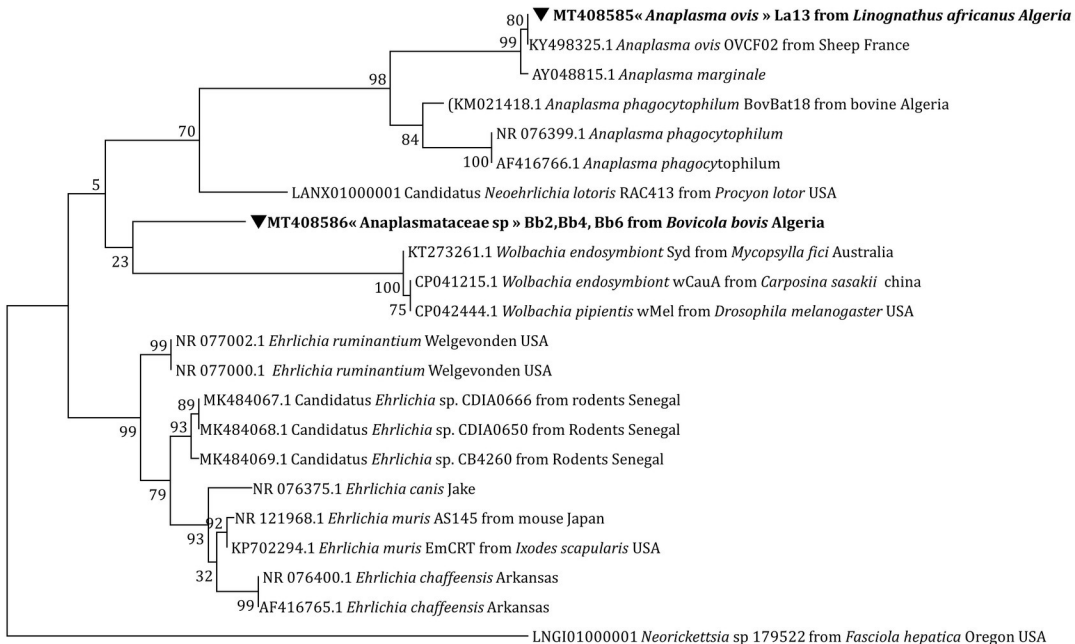 80
▼ MT408585« Anaplasma ovis » La13 from Linognathus africanus Algeria
99
KY498325.1 Anaplasma ovis OVCF02 from Sheep France
AY048815.1 Anaplasma marginale
98
(KM021418.1 Anaplasma phagocytophilum BovBat18 from bovine Algeria
84
NR 076399.1 Anaplasma phagocytophilum
100
AF416766.1 Anaplasma phagocytophilum
70
LANX01000001 Candidatus Neoehrlichia lotoris RAC413 from Procyon lotor USA
5
▼MT408586« Anaplasmataceae sp » Bb2,Bb4, Bb6 from Bovicola bovis Algeria
23
KT273261.1 Wolbachia endosymbiont Syd from Mycopsylla fici Australia
100
CP041215.1 Wolbachia endosymbiont wCauA from Carposina sasakii china
75
CP042444.1 Wolbachia pipientis wMel from Drosophila melanogaster USA
99
NR 077002.1 Ehrlichia ruminantium Welgevonden USA
NR 077000.1 Ehrlichia ruminantium Welgevonden USA
89
MK484067.1 Candidatus Ehrlichia sp. CDIA0666 from rodents Senegal
99
93
MK484068.1 Candidatus Ehrlichia sp. CDIA0650 from Rodents Senegal
MK484069.1 Candidatus Ehrlichia sp. CB4260 from Rodents Senegal
79
NR 076375.1 Ehrlichia canis Jake
93
92
NR 121968.1 Ehrlichia muris AS145 from mouse Japan
KP702294.1 Ehrlichia muris EmCRT from Ixodes scapularis USA
32
NR 076400.1 Ehrlichia chaffeensis Arkansas
99
AF416765.1 Ehrlichia chaffeensis Arkansas
LNGI01000001 Neorickettsia sp 179522 from Fasciola hepatica Oregon USA